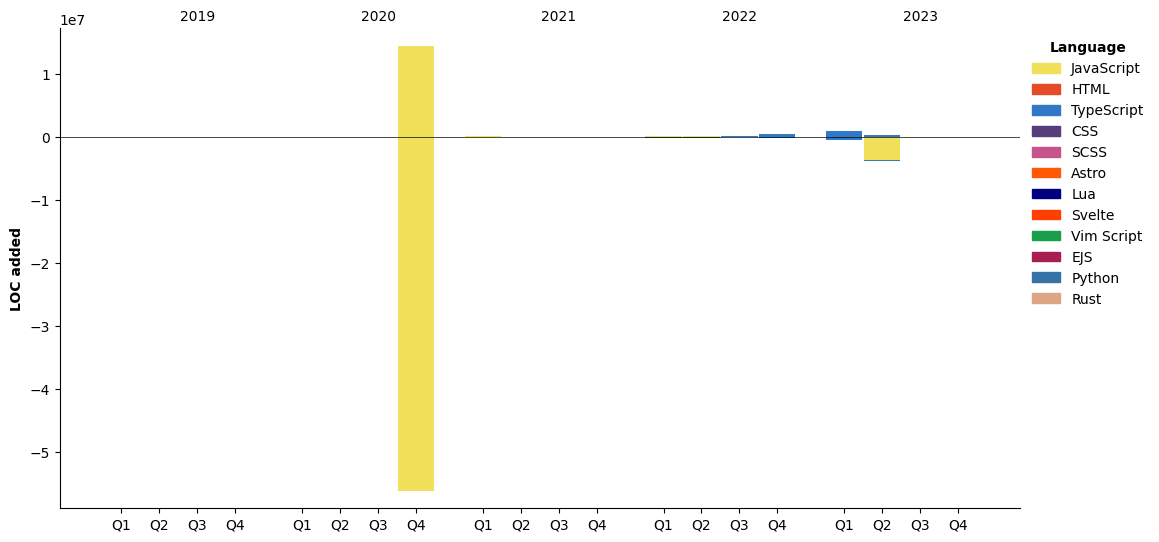 1e7
2019 2020 2021 2022 2023
LOC added
1
0
−1
−2
−3
−4
−5
Q1 Q2 Q3 Q4 Q1 Q2 Q3 Q4 Q1 Q2 Q3 Q4 Q1 Q2 Q3 Q4 Q1 Q2 Q3 Q4
Language
JavaScript
HTML
TypeScript
CSS
SCSS
Astro
Lua
Svelte
Vim Script
EJS
Python
Rust